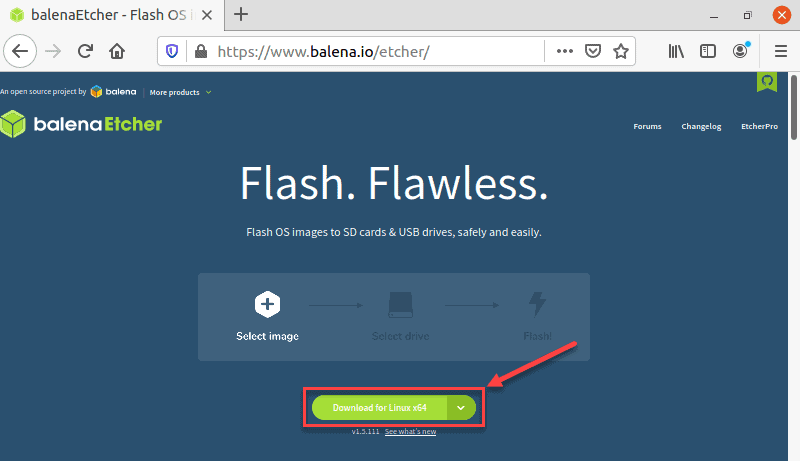 balenaEtcher - Flash OS i
https://www.balena.io/etcher/
An open source project by balena More products
balenaEtcher
Forums Changelog EtcherPro
Flash. Flawless.
Flash OS images to SD cards & USB drives, safely and easily.
Select image Select drive Flash!
Download for Linux x64
v1.5.111 See what's new